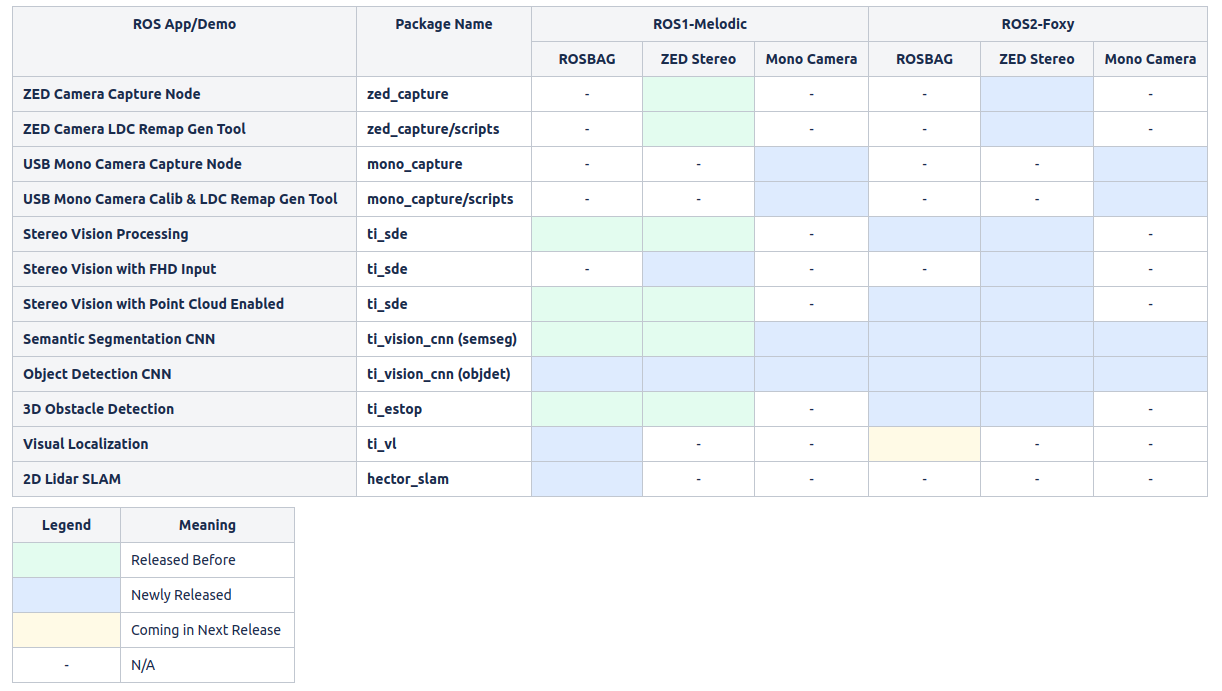 ROS App/Demo Package Name ROS1-Melodic ROS2-Foxy
ROSBAG ZED Stereo Mono Camera ROSBAG ZED Stereo Mono Camera
ZED Camera Capture Node zed_capture - - - -
ZED Camera LDC Remap Gen Tool zed_capture/scripts - - - -
USB Mono Camera Capture Node mono_capture - - - -
USB Mono Camera Calib & LDC Remap Gen Tool mono_capture/scripts - - - -
Stereo Vision Processing ti_sde - -
Stereo Vision with FHD Input ti_sde - - - -
Stereo Vision with Point Cloud Enabled ti_sde - -
Semantic Segmentation CNN ti_vision_cnn (semseg)
Object Detection CNN ti_vision_cnn (objdet)
3D Obstacle Detection ti_estop - -
Visual Localization ti_vl - - - -
2D Lidar SLAM hector_slam - - - - -
Legend Meaning
Released Before
Newly Released
Coming in Next Release
- N/A